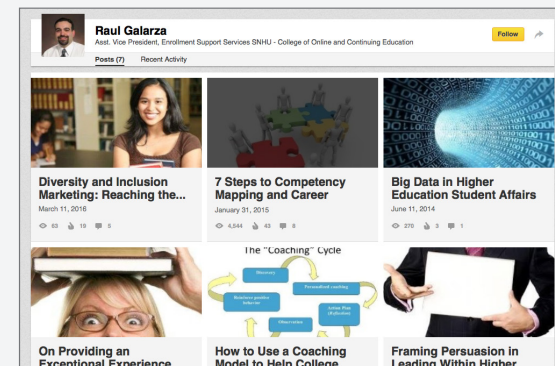 Raul Galarza
Asst. Vice President, Enrollment Support Services SNHU - College of Online and Continuing Education
Follow
Posts (7) Recent Activity
Diversity and Inclusion
Marketing: Reaching the...
March 11, 2016
63 19 5
7 Steps to Competency
Mapping and Career
January 31, 2015
4,544 43 8
Big Data in Higher
Education Student Affairs
June 11, 2014
270 3 1
The "Coaching" Cycle
Discovery
Personalized coaching
Reinforce positive
behavior
Action Plan
(Reflection)
Observation
On Providing an
Exceptional Experience
How to Use a Coaching
Model to Help College
Framing Persuasion in
Leading Within Higher